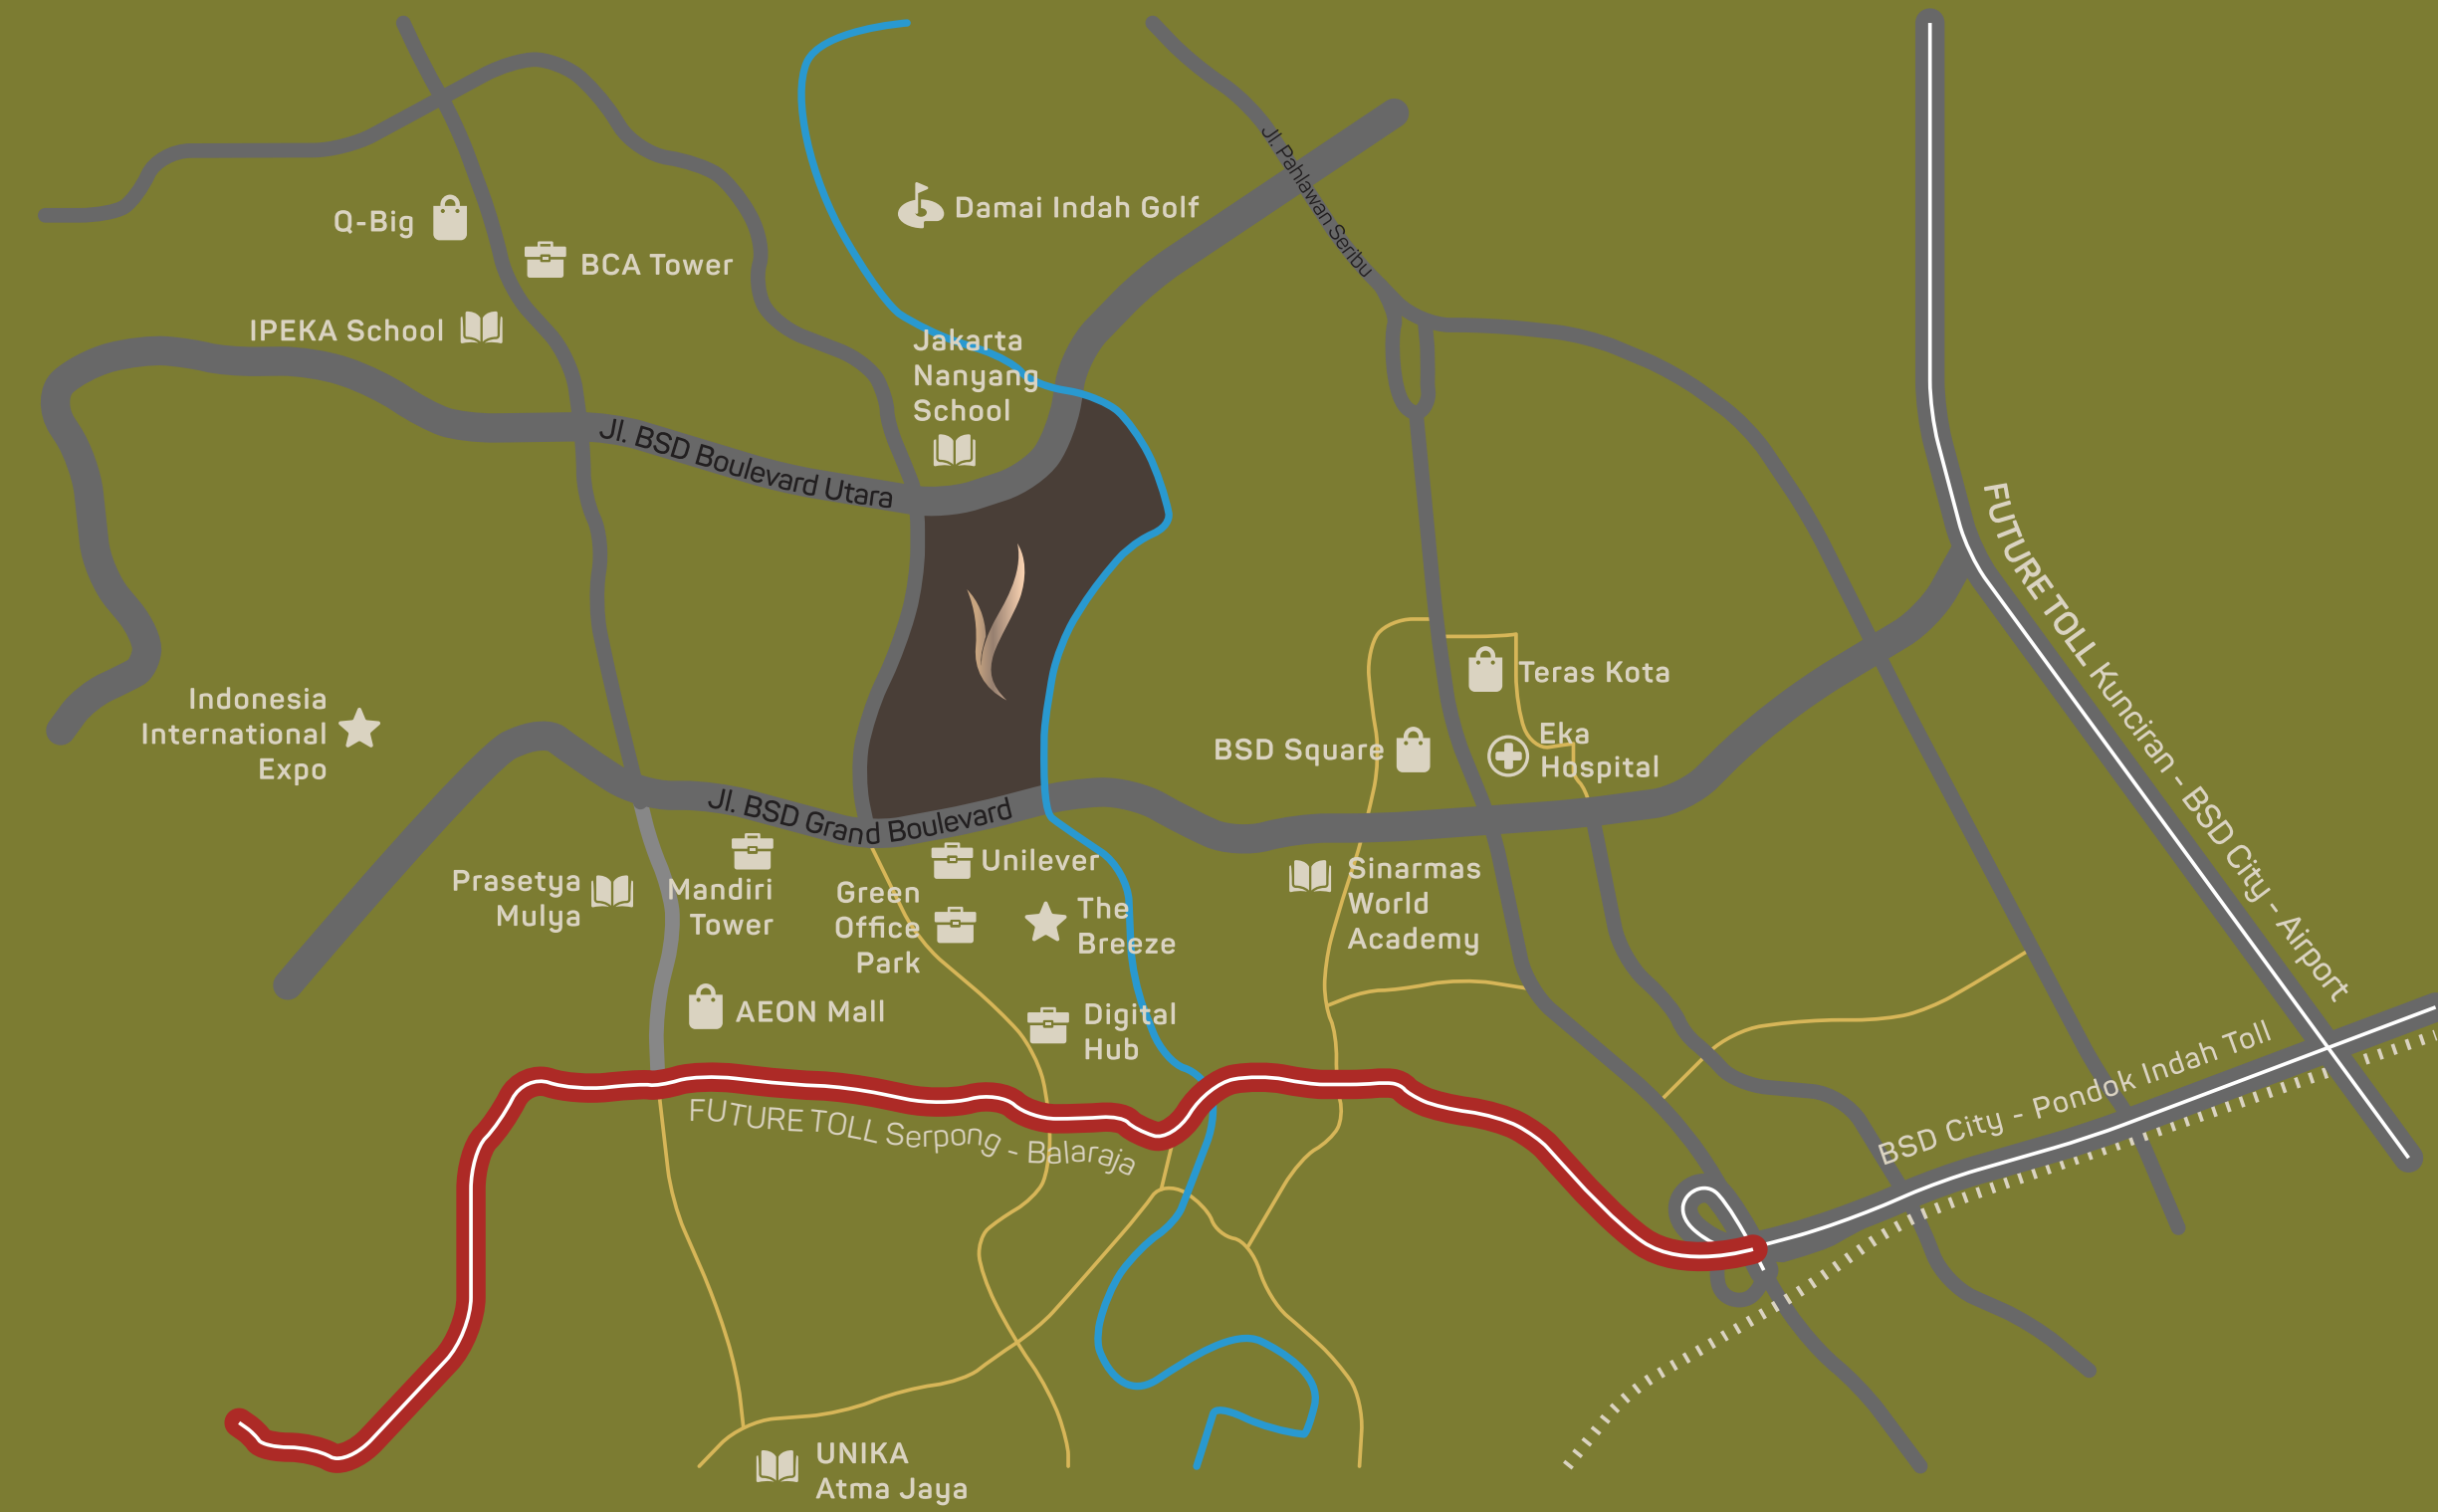 Jl. Pahlawan Seribu
Damai Indah Golf
Q-Big
BCA Tower
IPEKA School
Jakarta
Nanyang
School
Jl. BSD Boulevard Utara
FUTURE TOLL Kunciran - BSD City - Airport
Teras Kota
Indonesia
International
Expo
BSD Square
Eka
Hospital
Jl. BSD Grand Boulevard
Unilever
Sinarmas
World
Academy
Prasetya
Mulya
Mandiri
Tower
Green
Office
Park
The
Breeze
AEON Mall
Digital
Hub
BSD City - Pondok Indah Toll
FUTURE TOLL Serpong - Balaraja
UNIKA
Atma Jaya